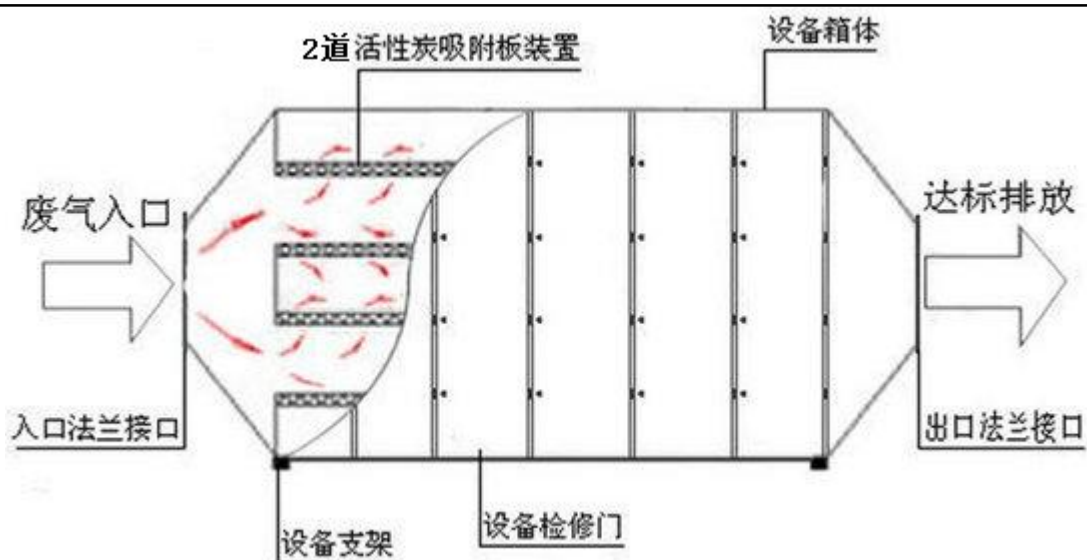 2道活性炭吸附板装置
设备箱体
废气入口
达标排放
入口法兰接口
出口法兰接口
设备检修门
设备支架